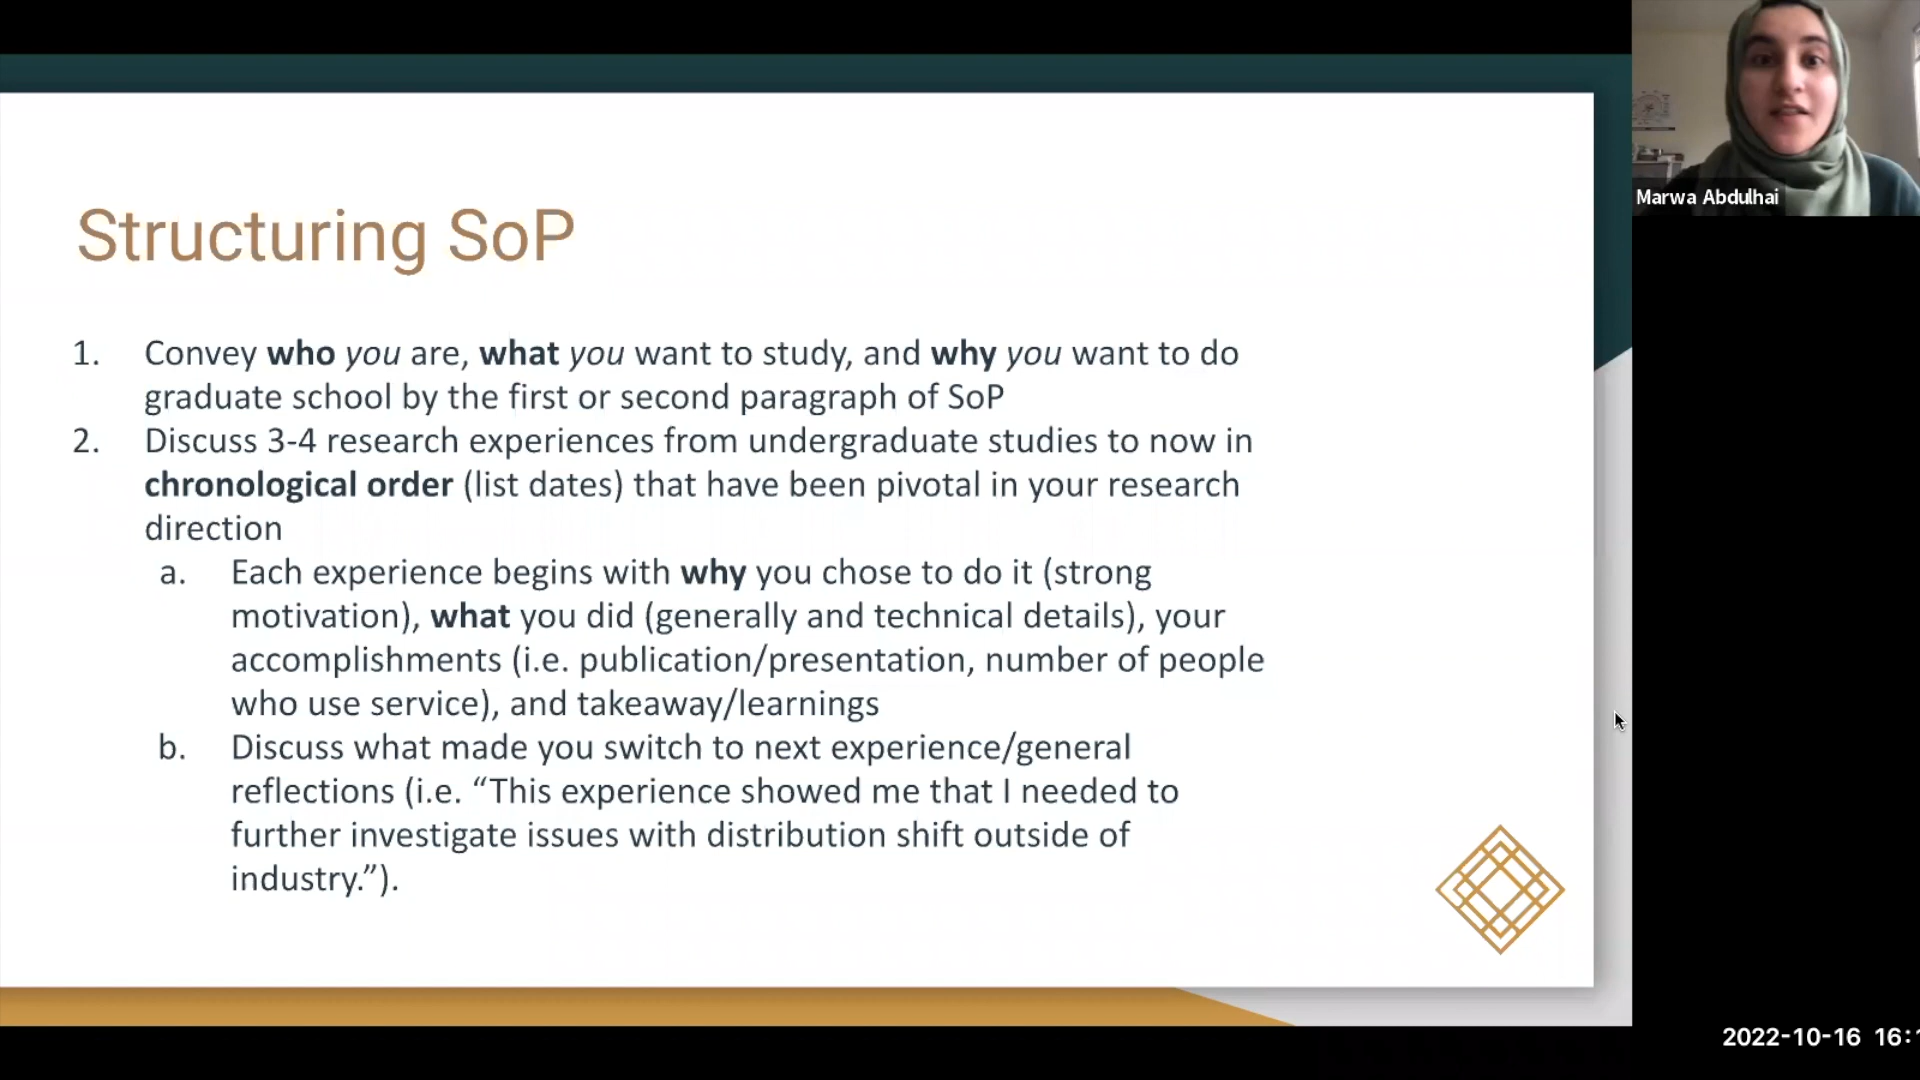 Marwa Abdulhai
Structuring SoP
1. Convey who you are, what you want to study, and why you want to do
graduate school by the first or second paragraph of SoP
2. Discuss 3-4 research experiences from undergraduate studies to now in
chronological order (list dates) that have been pivotal in your research
direction
a. Each experience begins with why you chose to do it (strong
motivation), what you did (generally and technical details), your
accomplishments (i.e. publication/presentation, number of people
who use service), and takeaway/learnings
b. Discuss what made you switch to next experience/general
reflections (i.e. “This experience showed me that I needed to
further investigate issues with distribution shift outside of
industry.”).
2022-10-16 16: